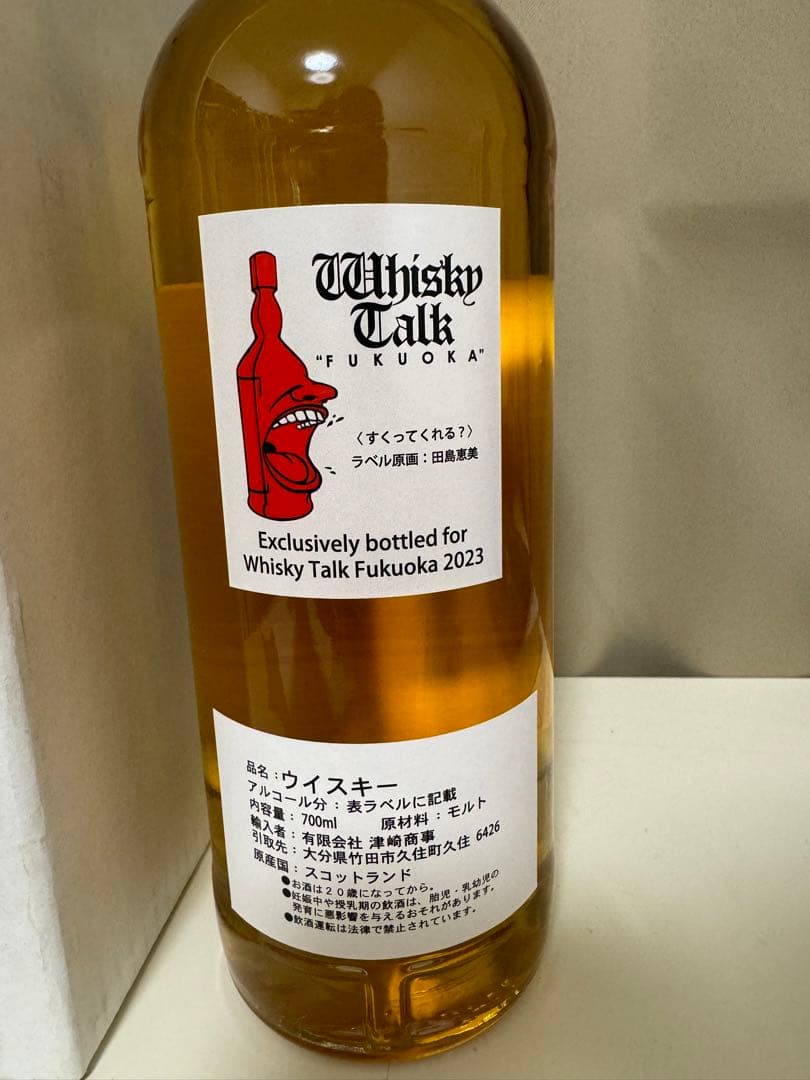 Whisky
Talk
"FUKUOKA"
〈すくってくれる？〉
ラベル原画：田島恵美
Exclusively bottled for
Whisky Talk Fukuoka 2023
品名：ウイスキー
アルコール分：表ラベルに記載
内容量：700ml 原材料：モルト
輸入者：有限会社 津崎商事
引取先：大分県竹田市久住町久住 6426
原産国：スコットランド
●お酒は２０歳になってから。
●妊娠中や授乳期の飲酒は、胎児・乳幼児の
発育に悪影響を与えるおそれがあります。
●飲酒運転は法律で禁止されています。